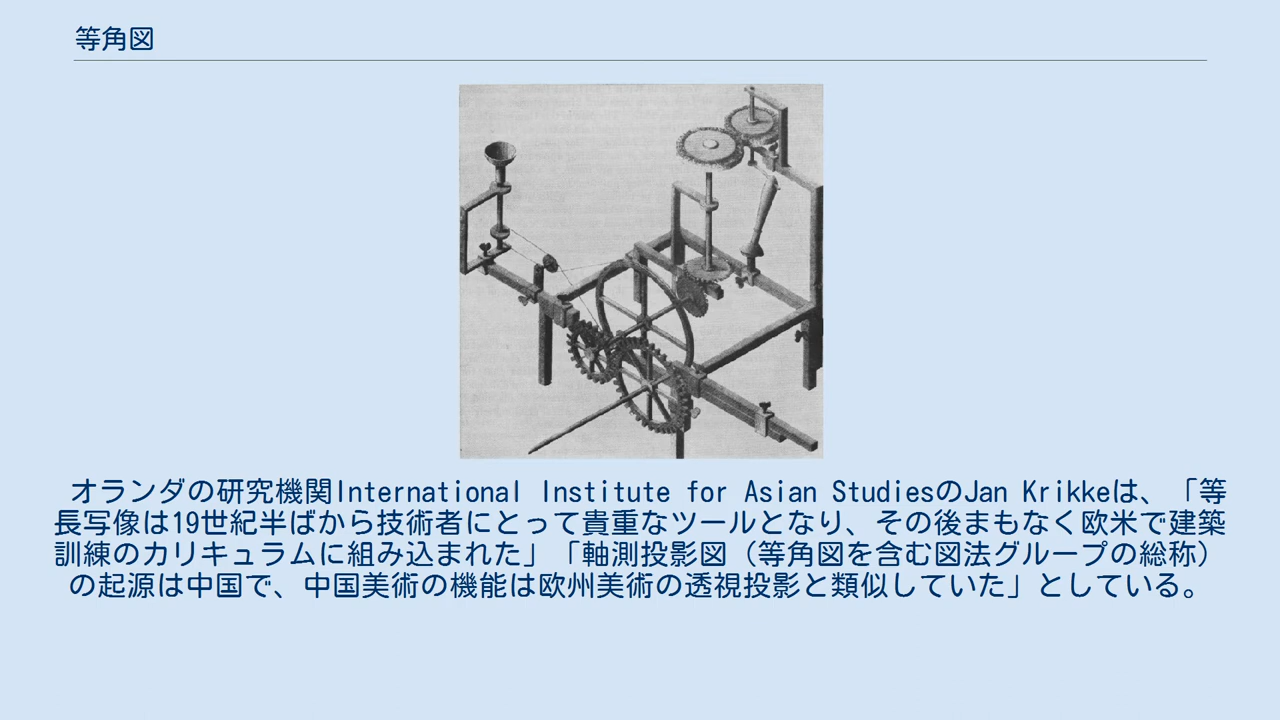 等角図
オランダの研究機関International Institute for Asian StudiesのJan Krikkeは、「等
長写像は19世紀半ばから技術者にとって貴重なツールとなり、その後まもなく欧米で建築
訓練のカリキュラムに組み込まれた」「軸測投影図（等角図を含む図法グループの総称）
の起源は中国で、中国美術の機能は欧州美術の透視投影と類似していた」としている。